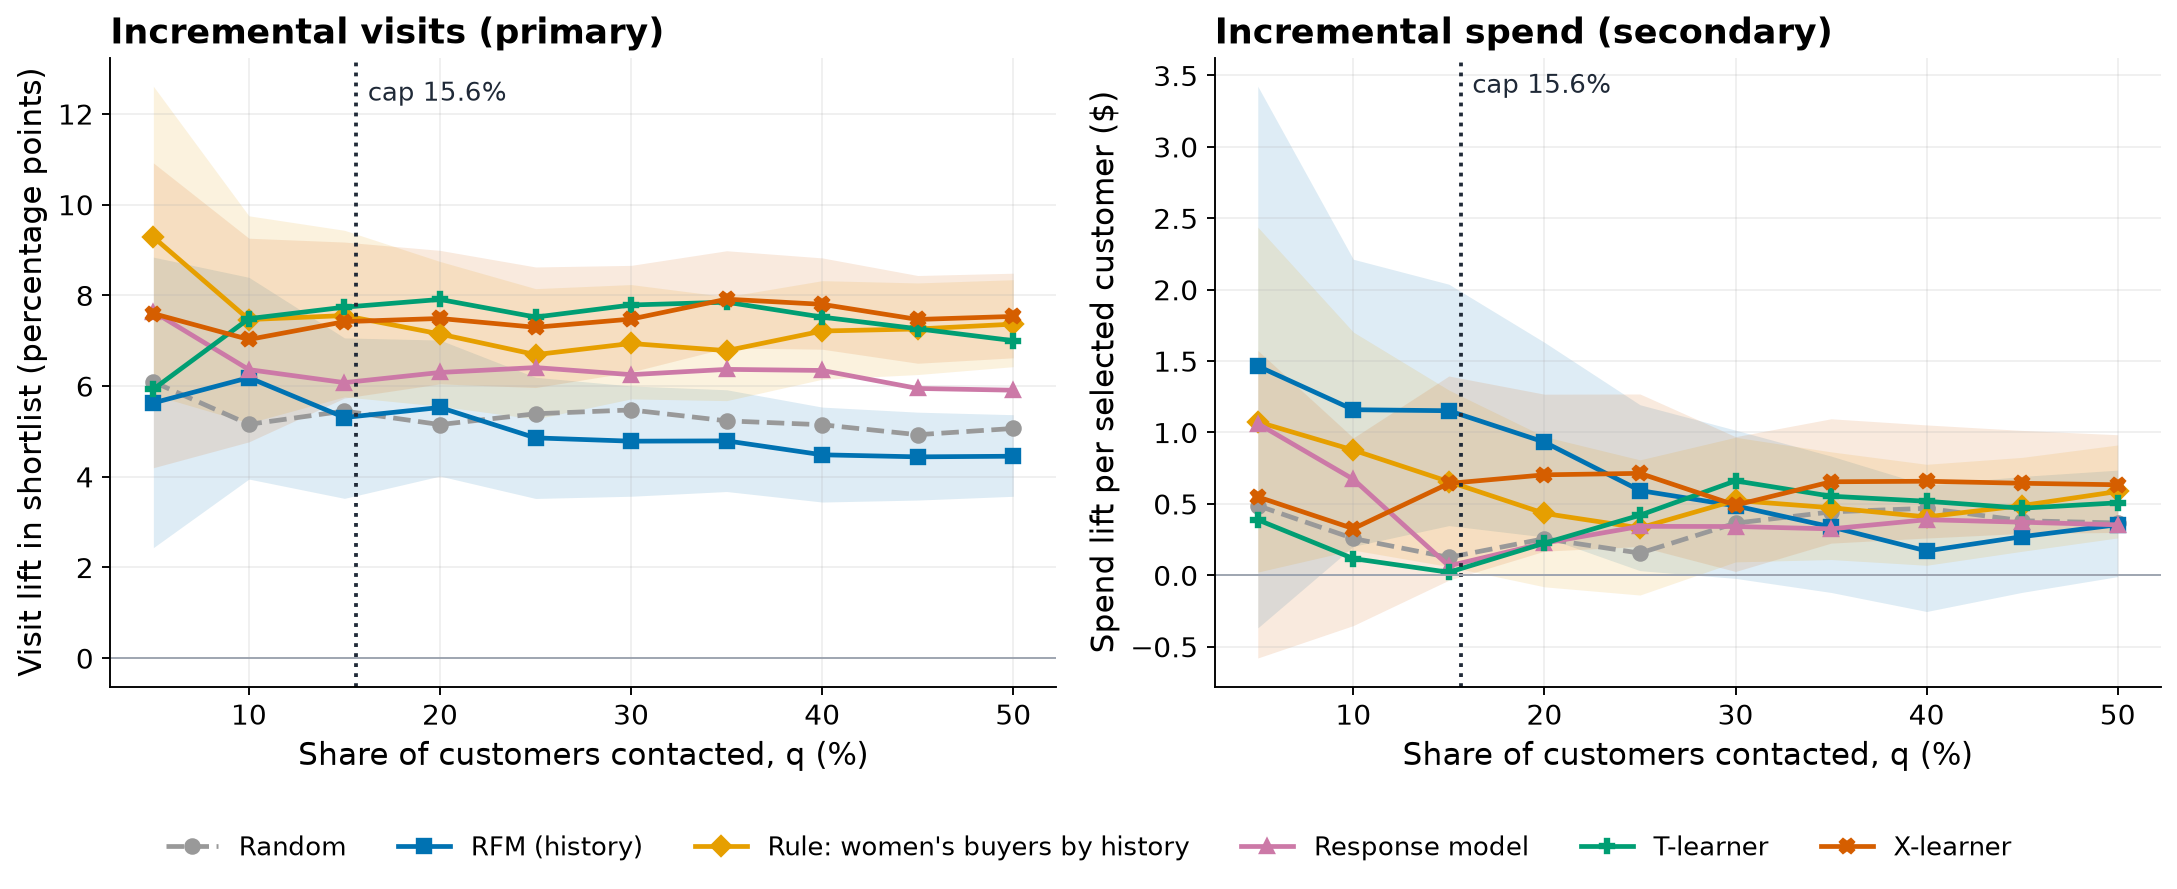 Incremental visits (primary)
Visit lift in shortlist (percentage points)
12
10
8
6
4
2
0
cap 15.6%
10 20 30 40 50
Share of customers contacted, q (%)
Incremental spend (secondary)
Spend lift per selected customer ($)
3.5
3.0
2.5
2.0
1.5
1.0
0.5
0.0
−0.5
cap 15.6%
10 20 30 40 50
Share of customers contacted, q (%)
Random RFM (history) Rule: women's buyers by history Response model T-learner X-learner